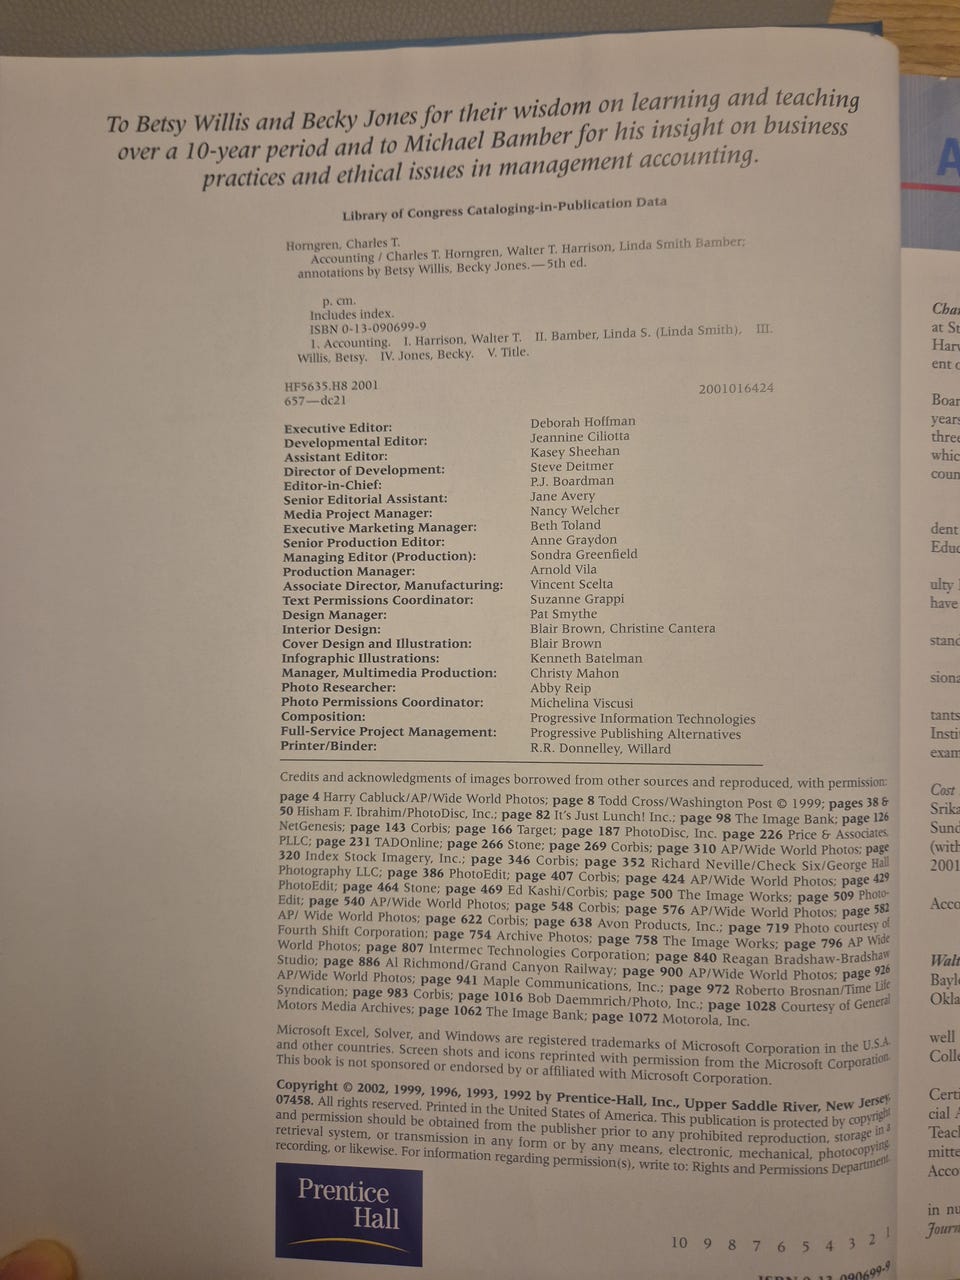 To Betsy Willis and Becky Jones for their wisdom on learning and teaching
over a 10-year period and to Michael Bamber for his insight on business
practices and ethical issues in management accounting.
Library of Congress Cataloging-in-Publication Data
Horngren, Charles T.
Accounting / Charles T. Horngren, Walter T. Harrison, Linda Smith Bamber;
annotations by Betsy Willis, Becky Jones.—5th ed.
p. cm.
Includes index.
ISBN 0-13-090699-9
1. Accounting. I. Harrison, Walter T. II. Bamber, Linda S. (Linda Smith), III.
Willis, Betsy. IV. Jones, Becky. V. Title.
HF5635.H8 2001
657—dc21 2001016424
Executive Editor: Deborah Hoffman
Developmental Editor: Jeannine Ciliotta
Assistant Editor: Kasey Sheehan
Director of Development: Steve Deitmer
Editor-in-Chief: P.J. Boardman
Senior Editorial Assistant: Jane Avery
Media Project Manager: Nancy Welcher
Executive Marketing Manager: Beth Toland
Senior Production Editor: Anne Graydon
Managing Editor (Production): Sondra Greenfield
Production Manager: Arnold Vila
Associate Director, Manufacturing: Vincent Scelta
Text Permissions Coordinator: Suzanne Grappi
Design Manager: Pat Smythe
Interior Design: Blair Brown, Christine Cantera
Cover Design and Illustration: Blair Brown
Infographic Illustrations: Kenneth Batelman
Manager, Multimedia Production: Christy Mahon
Photo Researcher: Abby Reip
Photo Permissions Coordinator: Michelina Viscusi
Composition: Progressive Information Technologies
Full-Service Project Management: Progressive Publishing Alternatives
Printer/Binder: R.R. Donnelley, Willard
Credits and acknowledgments of images borrowed from other sources and reproduced, with permission:
page 4 Harry Cabluck/AP/Wide World Photos; page 8 Todd Cross/Washington Post © 1999; pages 38 &
50 Hisham F. Ibrahim/PhotoDisc, Inc.; page 82 It's Just Lunch! Inc.; page 98 The Image Bank; page 126
NetGenesis; page 143 Corbis; page 166 Target; page 187 PhotoDisc, Inc. page 226 Price & Associates,
PLLC; page 231 TADOnline; page 266 Stone; page 269 Corbis; page 310 AP/Wide World Photos; page
320 Index Stock Imagery, Inc.; page 346 Corbis; page 352 Richard Neville/Check Six/George Hall
Photography LLC; page 386 PhotoEdit; page 407 Corbis; page 424 AP/Wide World Photos; page 429
PhotoEdit; page 464 Stone; page 469 Ed Kashi/Corbis; page 500 The Image Works; page 509 Photo-
Edit; page 540 AP/Wide World Photos; page 548 Corbis; page 576 AP/Wide World Photos; page 582
AP/ Wide World Photos; page 622 Corbis; page 638 Avon Products, Inc.; page 719 Photo courtesy of
Fourth Shift Corporation; page 754 Archive Photos; page 758 The Image Works; page 796 AP Wide
World Photos; page 807 Intermec Technologies Corporation; page 840 Reagan Bradshaw-Bradshaw
Studio; page 886 Al Richmond/Grand Canyon Railway; page 900 AP/Wide World Photos; page 926
AP/Wide World Photos; page 941 Maple Communications, Inc.; page 972 Roberto Brosnan/Time Life
Syndication; page 983 Corbis; page 1016 Bob Daemmrich/Photo, Inc.; page 1028 Courtesy of General
Motors Media Archives; page 1062 The Image Bank; page 1072 Motorola, Inc.
Microsoft Excel, Solver, and Windows are registered trademarks of Microsoft Corporation in the U.S.A.
and other countries. Screen shots and icons reprinted with permission from the Microsoft Corporation.
This book is not sponsored or endorsed by or affiliated with Microsoft Corporation.
Copyright © 2002, 1999, 1996, 1993, 1992 by Prentice-Hall, Inc., Upper Saddle River, New Jersey,
07458. All rights reserved. Printed in the United States of America. This publication is protected by copyright
and permission should be obtained from the publisher prior to any prohibited reproduction, storage in a
retrieval system, or transmission in any form or by any means, electronic, mechanical, photocopying,
recording, or likewise. For information regarding permission(s), write to: Rights and Permissions Department.
Prentice
Hall
10 9 8 7 6 5 4 3 2 1
ISBN 0-13-090699-9
A
at St
ent o
years
three
which
dent
have
tants
exam
Cost
(with
2001
well
in nu